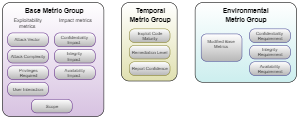 Base Metric Group
Exploitability
metrics
Impact metrics
Attack Vector
Attack Complexity
Privileges
Required
User Interaction
Confidentiality
Impact
Integrity
Impact
Availability
Impact
Scope
Temporal
Metric Group
Exploit Code
Maturity
Remediation Level
Report Confidence
Environmental
Metric Group
Modified Base
Metrics
Confidentiality
Requirement
Integrity
Requirement
Availability
Requirement